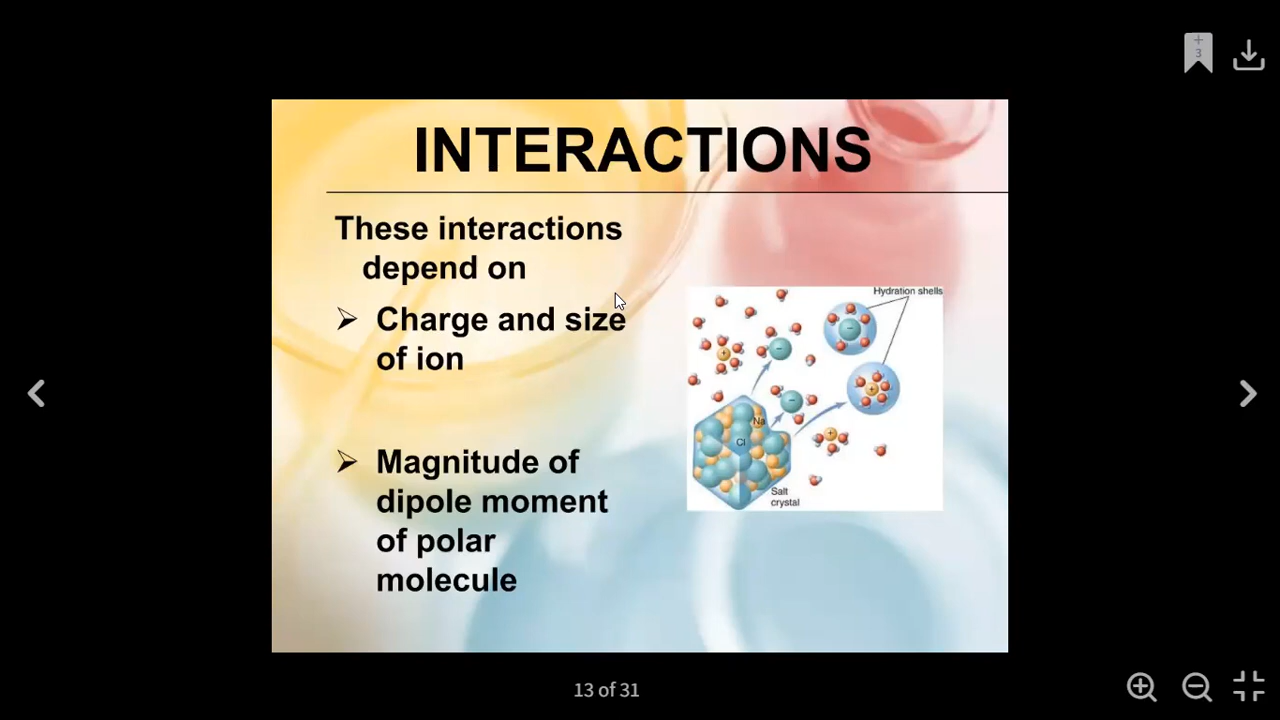 +
3
INTERACTIONS
These interactions
depend on
➢ Charge and size
of ion
➢ Magnitude of
dipole moment
of polar
molecule
Hydration shells
−
−
+
−
+
Na
Cl
+
Salt
crystal
13 of 31